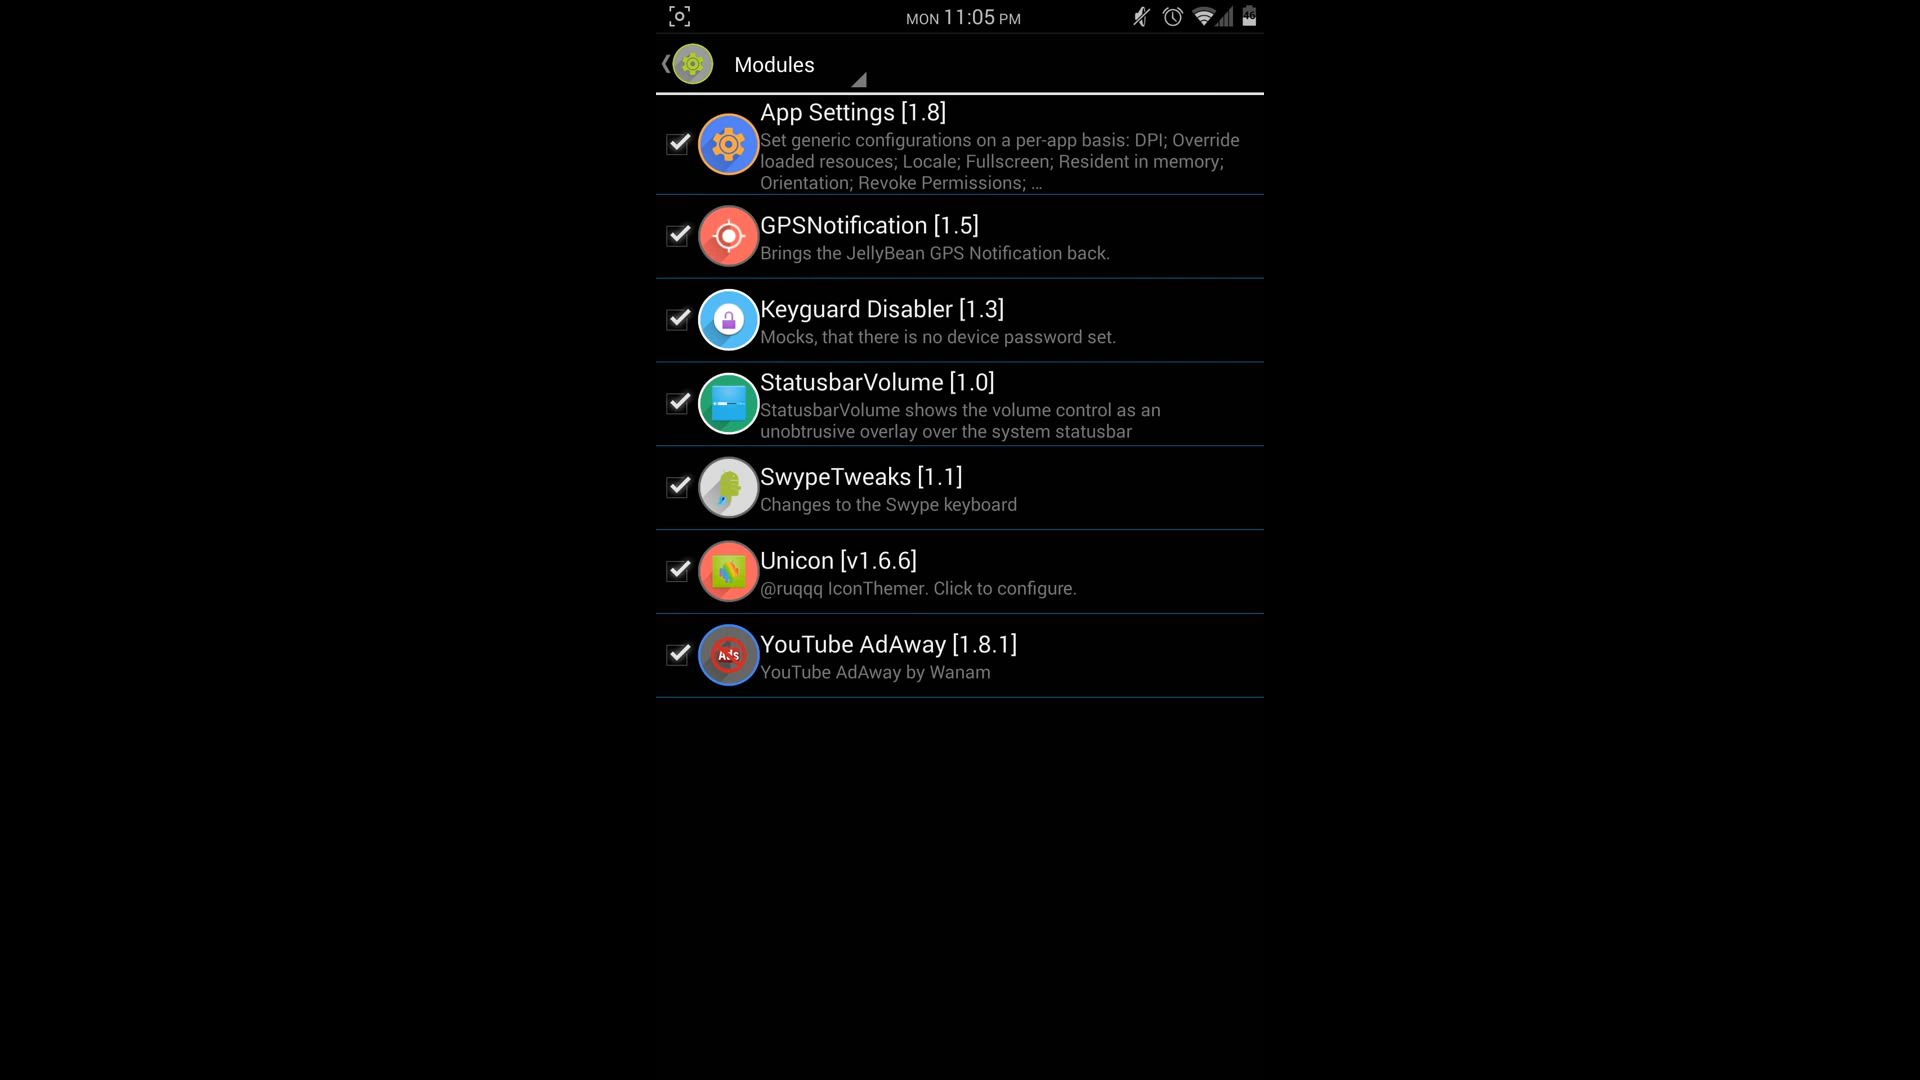 MON 11:05 PM
46
Modules
App Settings [1.8]
Set generic configurations on a per-app basis: DPI; Override
loaded resouces; Locale; Fullscreen; Resident in memory;
Orientation; Revoke Permissions; ...
GPSNotification [1.5]
Brings the JellyBean GPS Notification back.
Keyguard Disabler [1.3]
Mocks, that there is no device password set.
StatusbarVolume [1.0]
StatusbarVolume shows the volume control as an
unobtrusive overlay over the system statusbar
SwypeTweaks [1.1]
Changes to the Swype keyboard
Unicon [v1.6.6]
@ruqqq IconThemer. Click to configure.
Ads
YouTube AdAway [1.8.1]
YouTube AdAway by Wanam